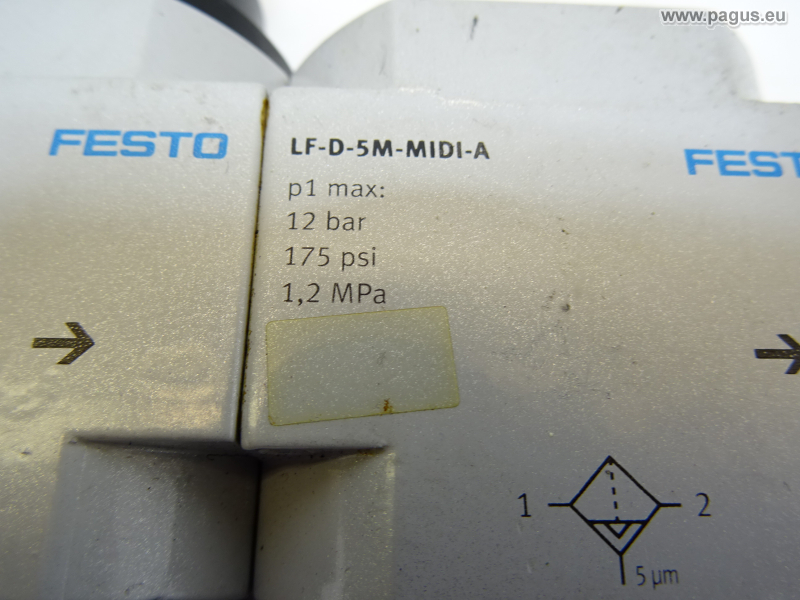 www.pagus.eu
FESTO
LF-D-5M-MIDI-A
p1 max:
12 bar
175 psi
1,2 MPa
FEST
1
2
5 µm